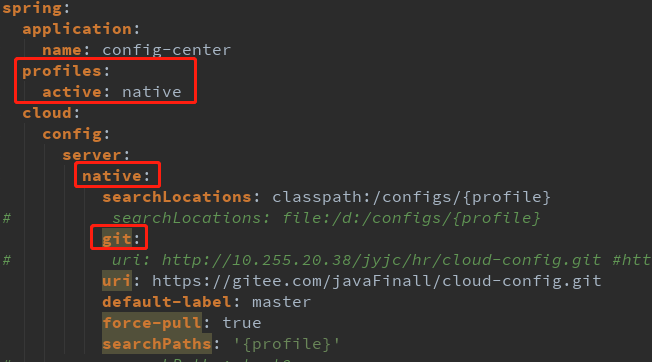 spring:
  application:
    name: config-center
  profiles:
    active: native
  cloud:
    config:
      server:
        native:
          searchLocations: classpath:/configs/{profile}
#          searchLocations: file:/d:/configs/{profile}
          git:
#          uri: http://10.255.20.38/jyjc/hr/cloud-config.git #htt
          uri: https://gitee.com/javaFinall/cloud-config.git
          default-label: master
          force-pull: true
          searchPaths: '{profile}'